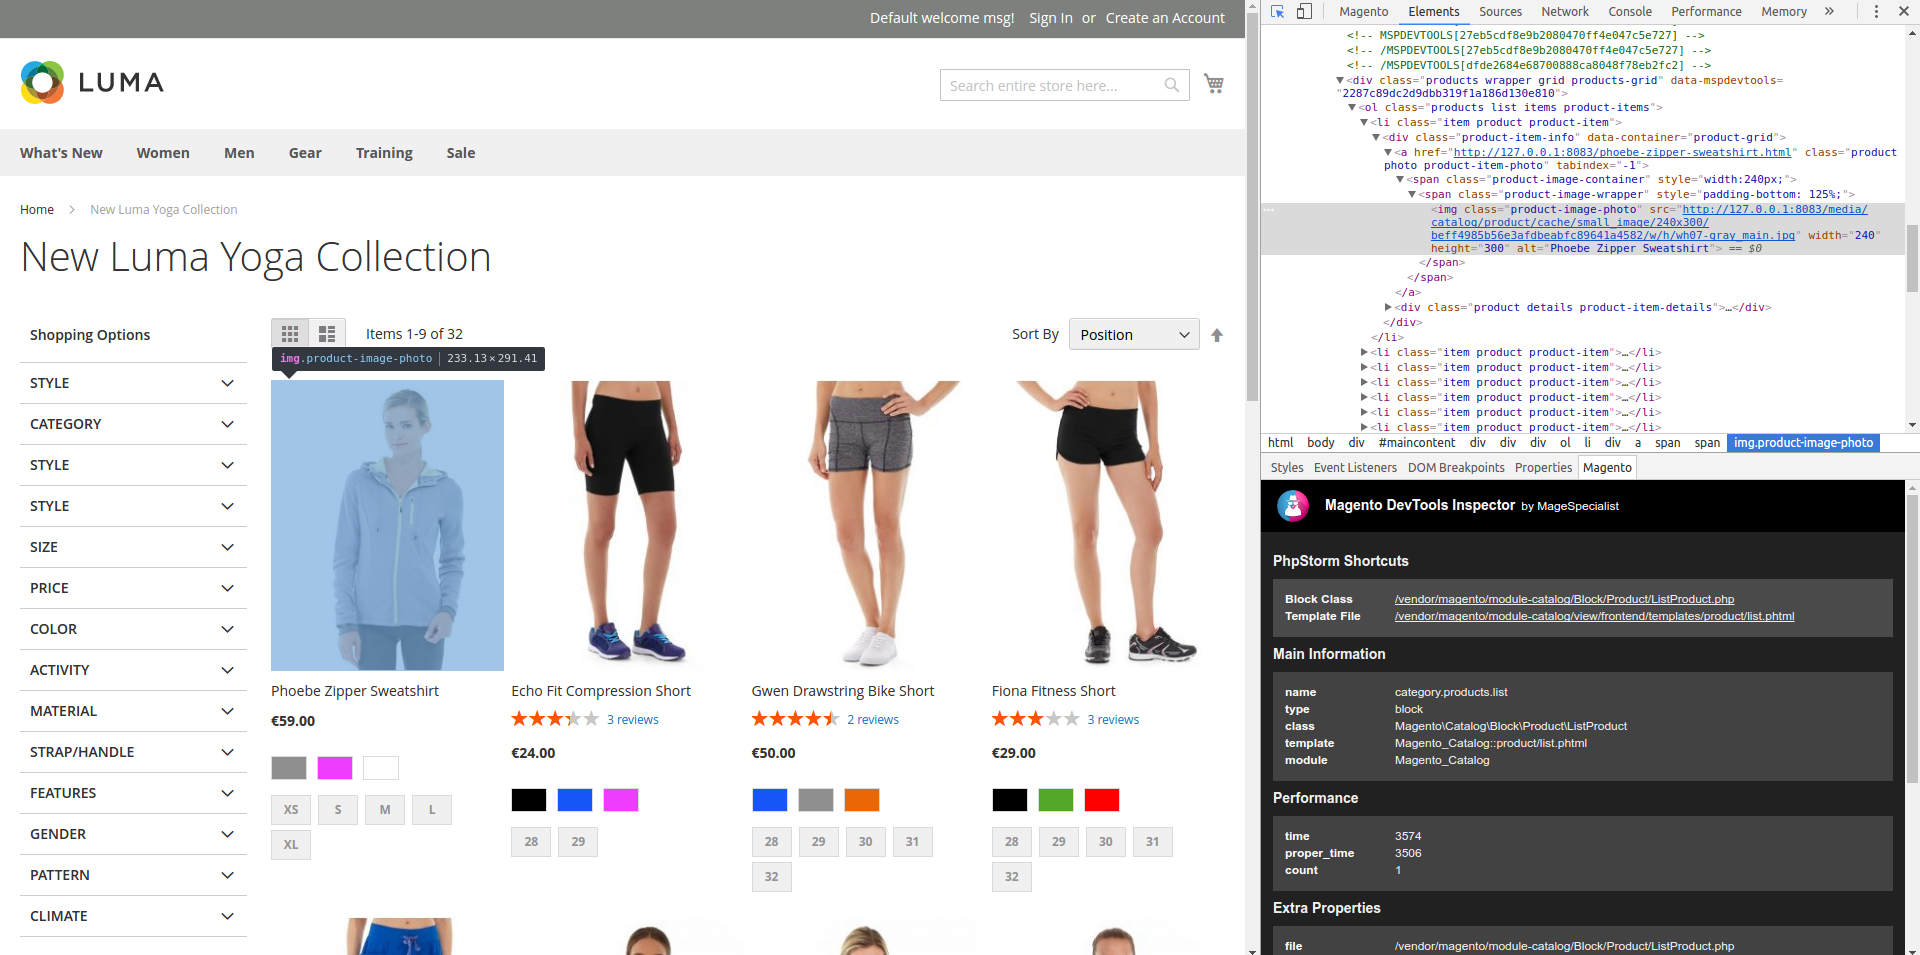 Default welcome msg! Sign In or Create an Account
LUMA
Search entire store here...
What's New Women Men Gear Training Sale
Home New Luma Yoga Collection
New Luma Yoga Collection
Shopping Options
STYLE
CATEGORY
STYLE
STYLE
SIZE
PRICE
COLOR
ACTIVITY
MATERIAL
STRAP/HANDLE
FEATURES
GENDER
PATTERN
CLIMATE
Items 1-9 of 32
Sort By Position
img.product-image-photo 233.13×291.41
Phoebe Zipper Sweatshirt
€59.00
XS S M L
XL
Echo Fit Compression Short
3 reviews
€24.00
28 29
Gwen Drawstring Bike Short
2 reviews
€50.00
28 29 30 31
32
Fiona Fitness Short
3 reviews
€29.00
28 29 30 31
32
Magento Elements Sources Network Console Performance Memory »
<!-- MSPDEVTOOLS[27eb5cdf8e9b2080470ff4e047c5e727] -->
<!-- /MSPDEVTOOLS[27eb5cdf8e9b2080470ff4e047c5e727] -->
<!-- /MSPDEVTOOLS[dfde2684e68700888ca8048f78eb2fc2] -->
<div class="products wrapper grid products-grid" data-mspdevtools=
"2287c89dc2d9dbb319f1a186d130e810">
<ol class="products list items product-items">
<li class="item product product-item">
<div class="product-item-info" data-container="product-grid">
<a href="http://127.0.0.1:8083/phoebe-zipper-sweatshirt.html" class="product
photo product-item-photo" tabindex="-1">
<span class="product-image-container" style="width:240px;">
<span class="product-image-wrapper" style="padding-bottom: 125%;">
<img class="product-image-photo" src="http://127.0.0.1:8083/media/
catalog/product/cache/small_image/240x300/
beff4985b56e3afdbeabfc89641a4582/w/h/wh07-gray_main.jpg" width="240"
height="300" alt="Phoebe Zipper Sweatshirt"> == $0
</span>
</span>
</a>
<div class="product details product-item-details">…</div>
</div>
</li>
<li class="item product product-item">…</li>
<li class="item product product-item">…</li>
<li class="item product product-item">…</li>
<li class="item product product-item">…</li>
<li class="item product product-item">…</li>
<li class="item product product-item">…</li>
html body div #maincontent div div div ol li div a span span img.product-image-photo
Styles Event Listeners DOM Breakpoints Properties Magento
Magento DevTools Inspector by MageSpecialist
PhpStorm Shortcuts
Block Class /vendor/magento/module-catalog/Block/Product/ListProduct.php
Template File /vendor/magento/module-catalog/view/frontend/templates/product/list.phtml
Main Information
name category.products.list
type block
class Magento\Catalog\Block\Product\ListProduct
template Magento_Catalog::product/list.phtml
module Magento_Catalog
Performance
time 3574
proper_time 3506
count 1
Extra Properties
file /vendor/magento/module-catalog/Block/Product/ListProduct.php